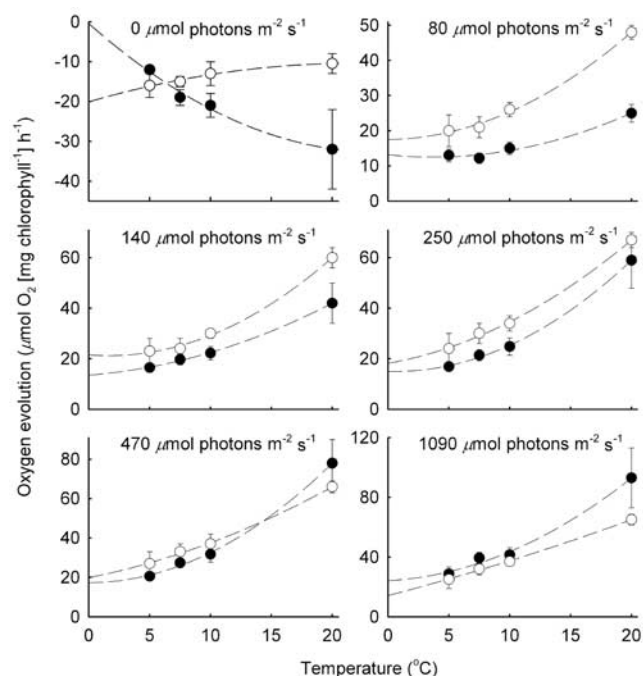 0 μmol photons m-2 s-1
80 μmol photons m-2 s-1
0
-10
-20
-30
-40
50
40
30
20
10
0
140 μmol photons m-2 s-1
250 μmol photons m-2 s-1
60
40
20
0
60
40
20
0
470 μmol photons m-2 s-1
1090 μmol photons m-2 s-1
80
60
40
20
0
120
80
40
0
0 5 10 15 20
0 5 10 15 20
Oxygen evolution (μmol O2 [mg chlorophyll-1] h-1)
Temperature (oC)